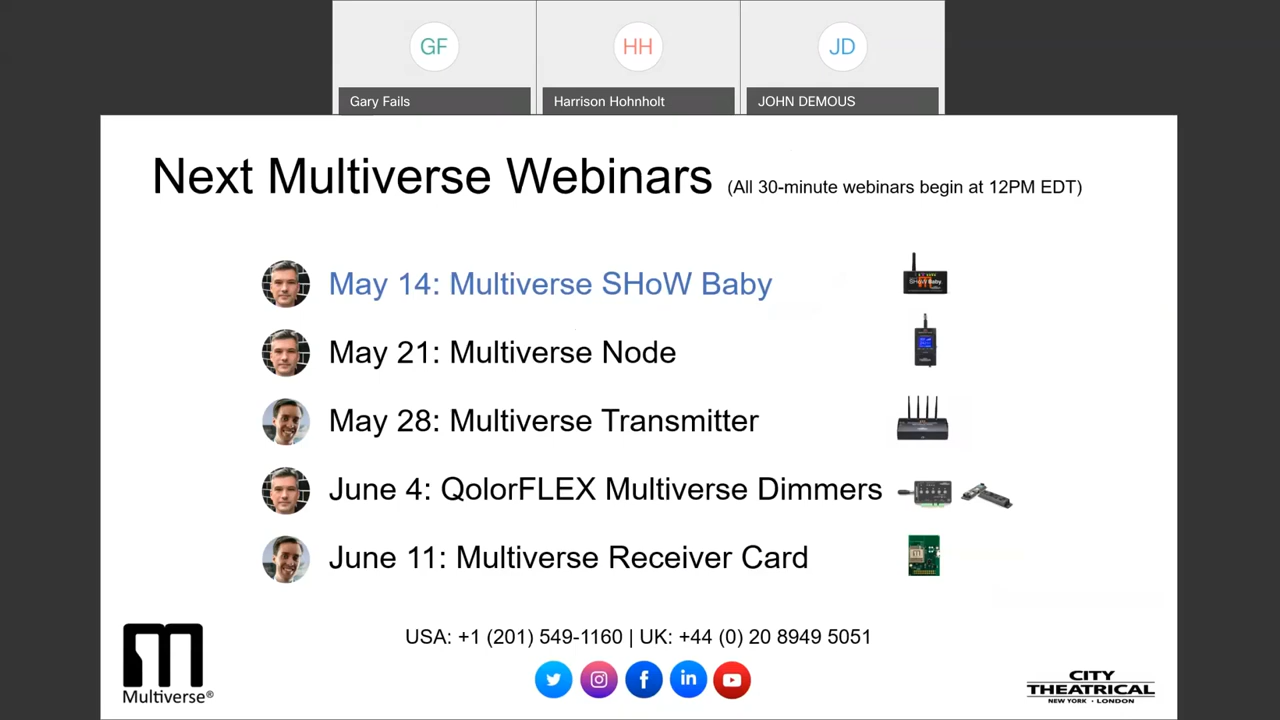 GF
HH
JD
Gary Fails
Harrison Hohnholt
JOHN DEMOUS
Next Multiverse Webinars (All 30-minute webinars begin at 12PM EDT)
May 14: Multiverse SHoW Baby
SHoW Baby
May 21: Multiverse Node
May 28: Multiverse Transmitter
June 4: QolorFLEX Multiverse Dimmers
June 11: Multiverse Receiver Card
USA: +1 (201) 549-1160 | UK: +44 (0) 20 8949 5051
Multiverse®
CITY
THEATRICAL
NEW YORK • LONDON